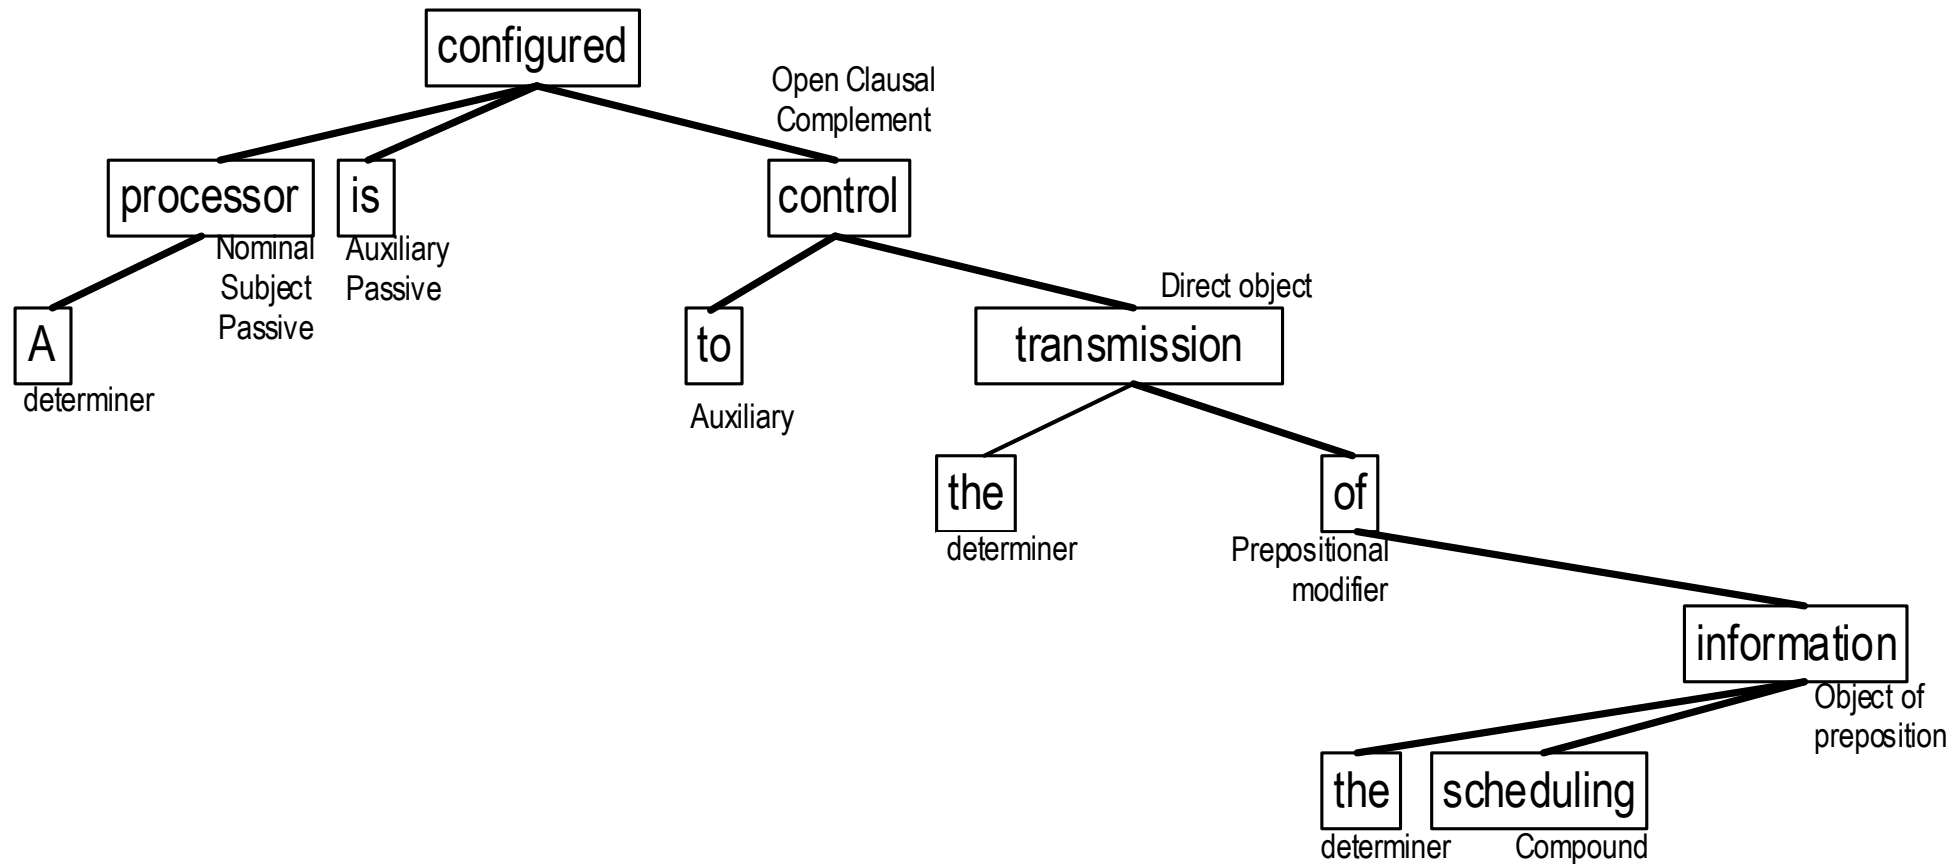 configured
Open Clausal
Complement
processor
is
control
Nominal
Subject
Passive
Auxiliary
Passive
Direct object
A
determiner
to
Auxiliary
transmission
the
determiner
of
Prepositional
modifier
information
Object of
preposition
the
determiner
scheduling
Compound